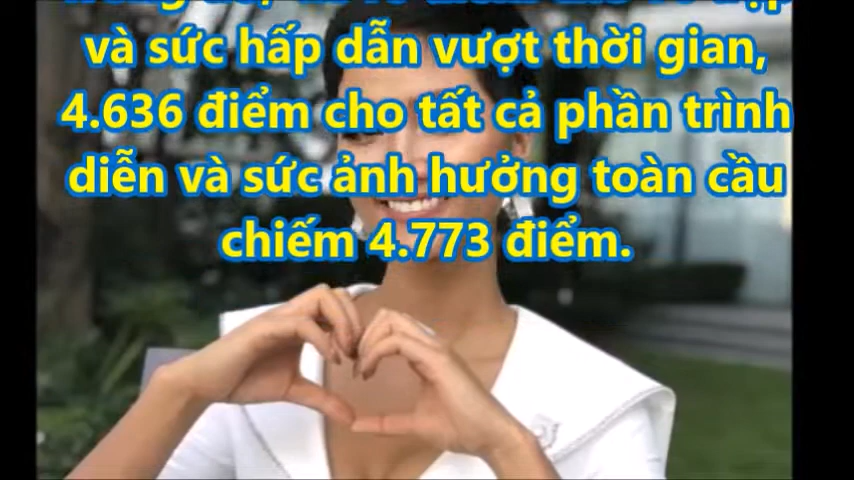 và sức hấp dẫn vượt thời gian,
4.636 điểm cho tất cả phần trình
diễn và sức ảnh hưởng toàn cầu
chiếm 4.773 điểm.